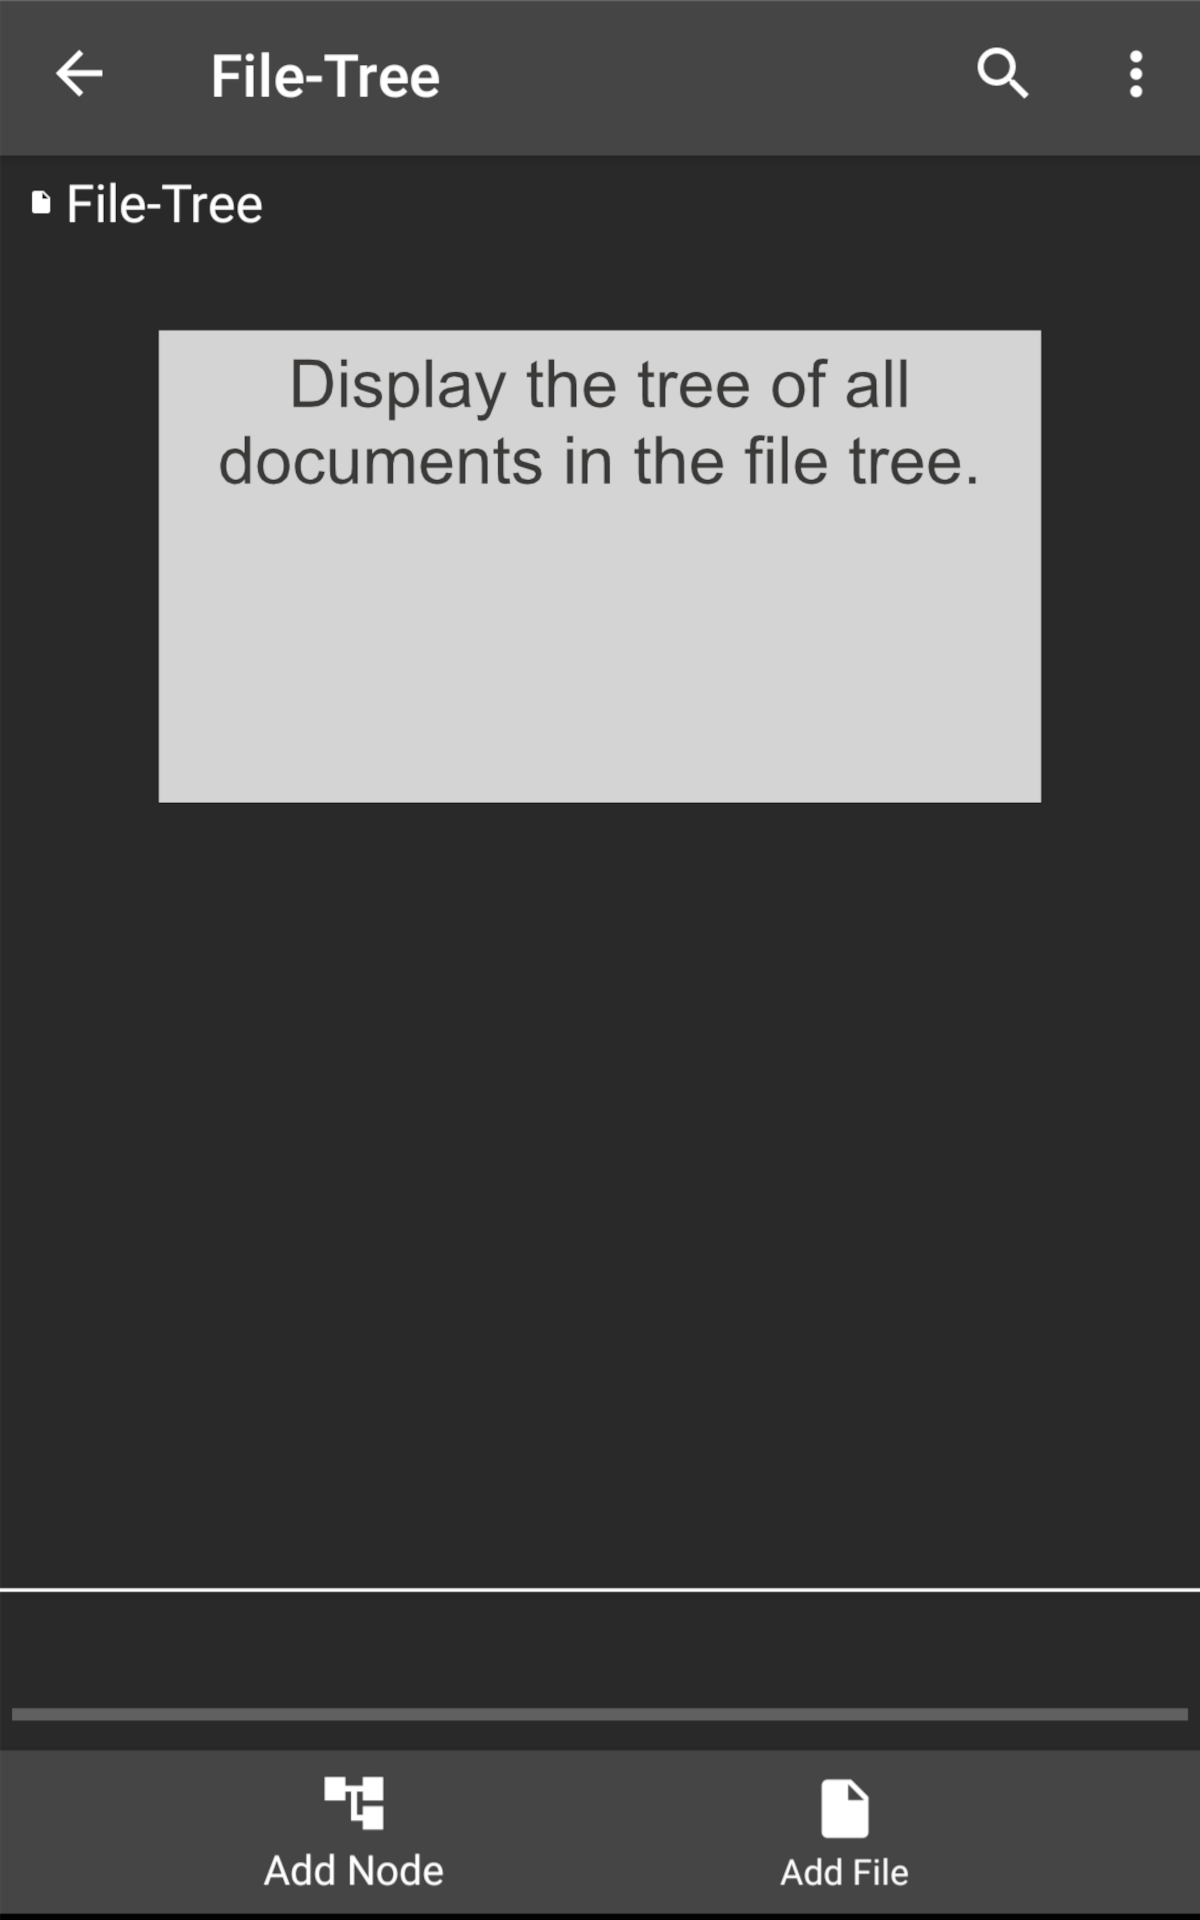 File-Tree
File-Tree
Display the tree of all
documents in the file tree.
Add Node
Add File